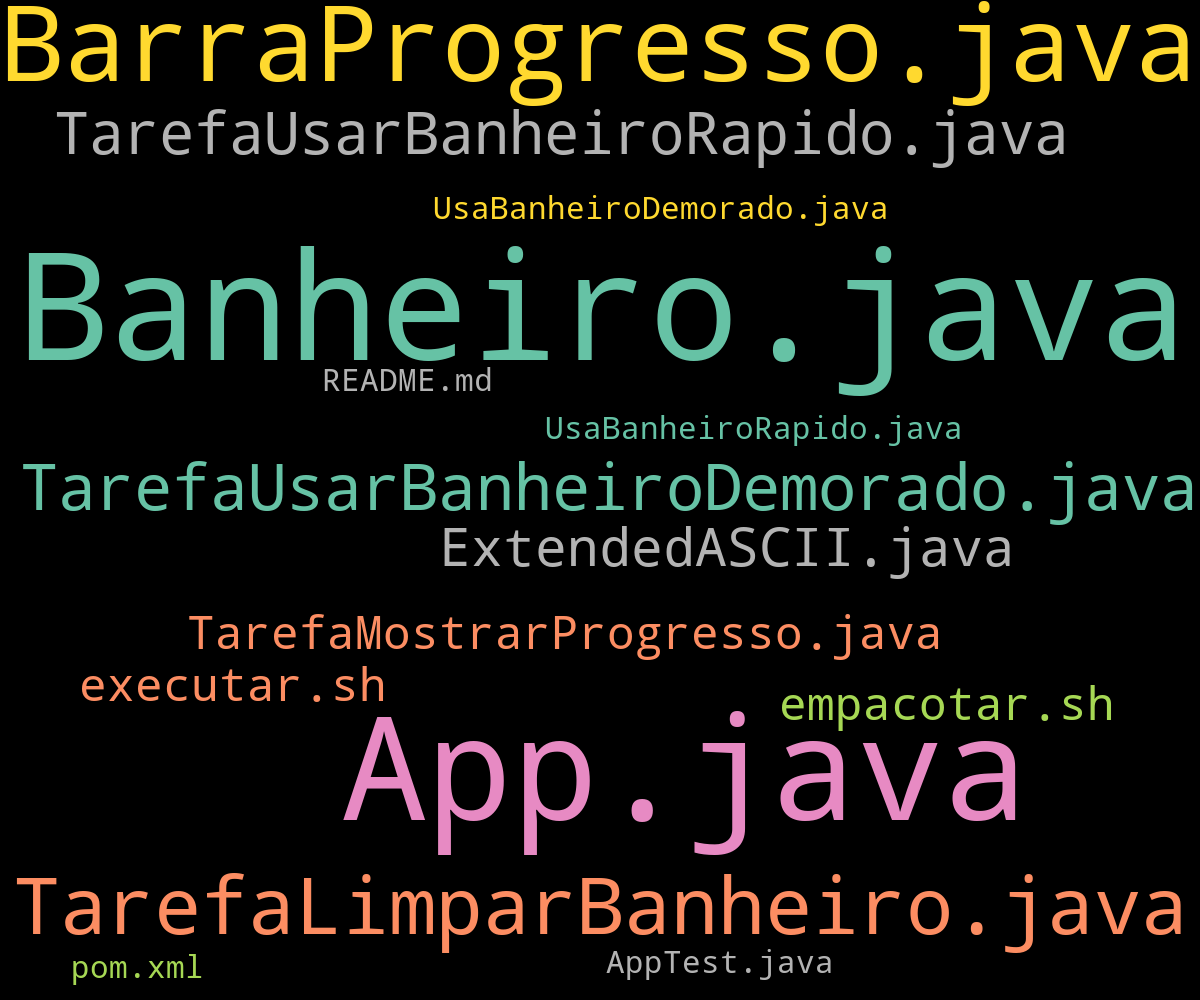 BarraProgresso.java
TarefaUsarBanheiroRapido.java
UsaBanheiroDemorado.java
Banheiro.java
README.md
UsaBanheiroRapido.java
TarefaUsarBanheiroDemorado.java
ExtendedASCII.java
TarefaMostrarProgresso.java
executar.sh
empacotar.sh
App.java
TarefaLimparBanheiro.java
pom.xml
AppTest.java